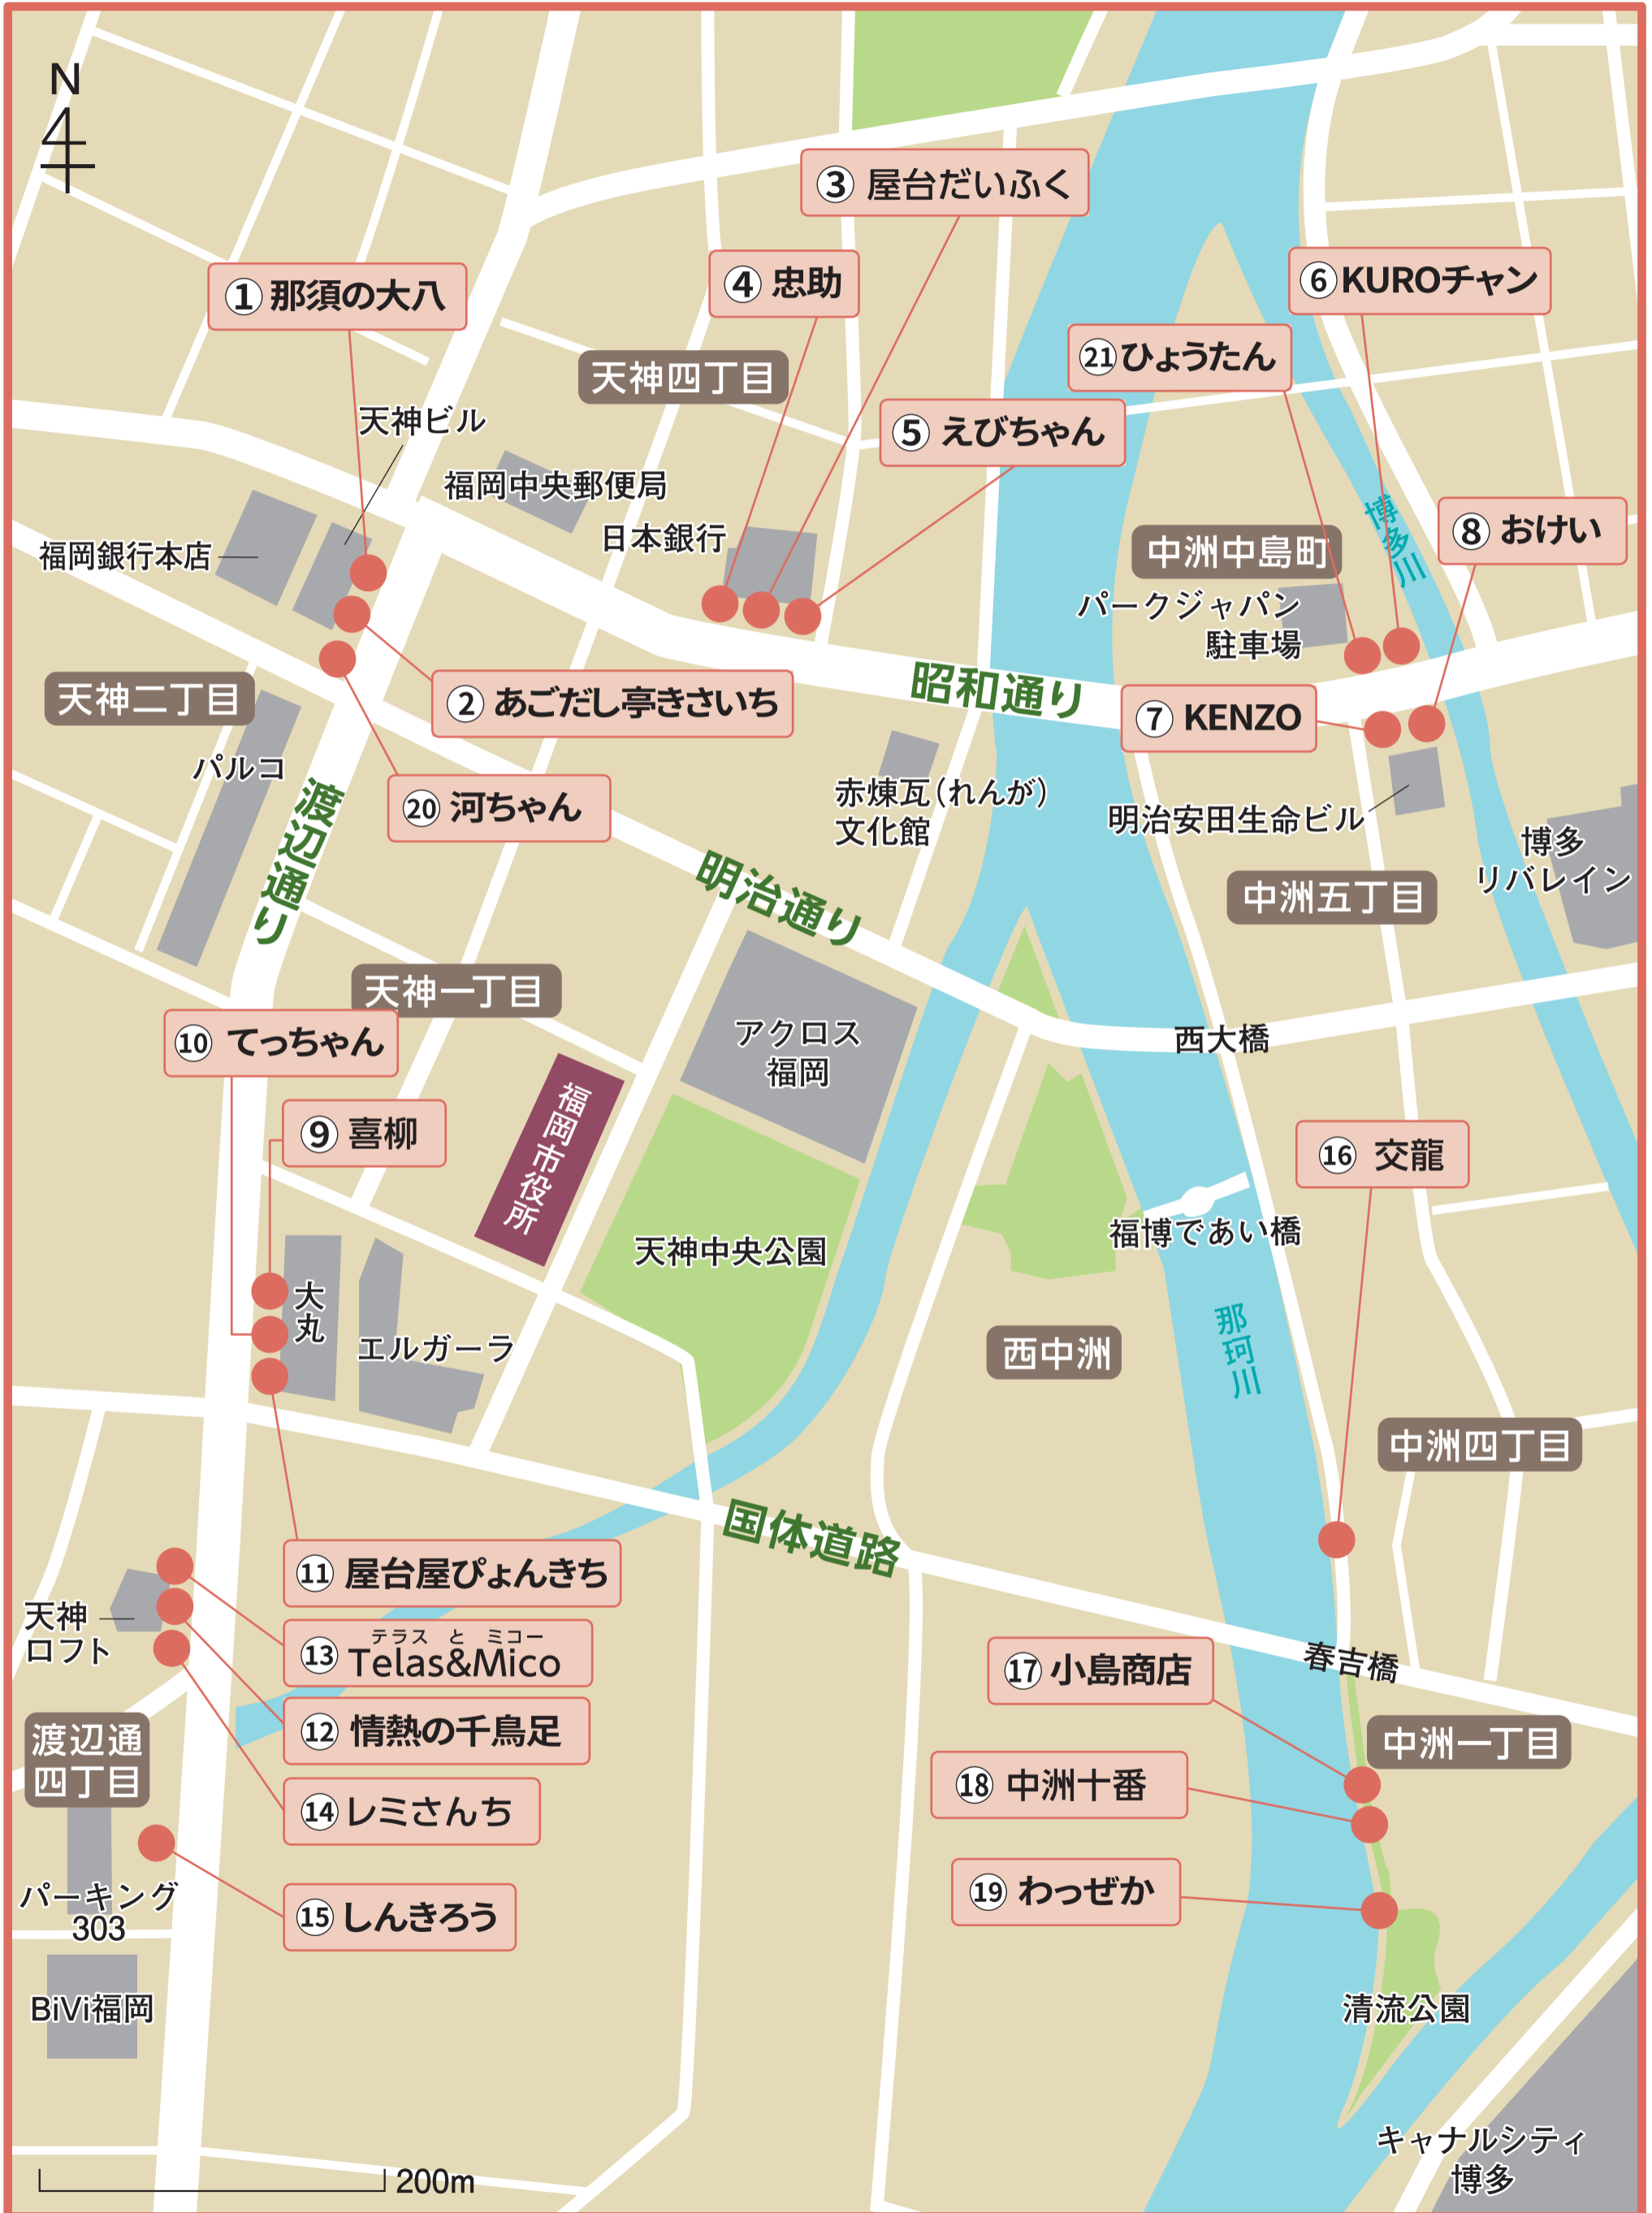 N
③ 屋台だいふく
① 那須の大八
④ 忠助
⑥ KUROチャン
㉑ ひょうたん
天神四丁目
天神ビル
⑤ えびちゃん
福岡中央郵便局
日本銀行
福岡銀行本店
博多川
⑧ おけい
中洲中島町
パークジャパン
駐車場
天神二丁目
② あごだし亭きさいち
昭和通り
⑦ KENZO
パルコ
⑳ 河ちゃん
渡辺通り
赤煉瓦(れんが)
文化館
明治安田生命ビル
博多
リバレイン
明治通り
中洲五丁目
天神一丁目
⑩ てっちゃん
アクロス
福岡
西大橋
⑨ 喜柳
福岡市役所
⑯ 交龍
天神中央公園
福博であい橋
大丸
エルガーラ
西中洲
那珂川
中洲四丁目
国体道路
⑪ 屋台屋ぴょんきち
天神
ロフト
テラス と ミコー
⑬ Telas&Mico
⑫ 情熱の千鳥足
⑭ レミさんち
渡辺通
四丁目
⑮ しんきろう
パーキング
303
BiVi福岡
春吉橋
⑰ 小島商店
中洲一丁目
⑱ 中洲十番
⑲ わっぜか
清流公園
キャナルシティ
博多
200m